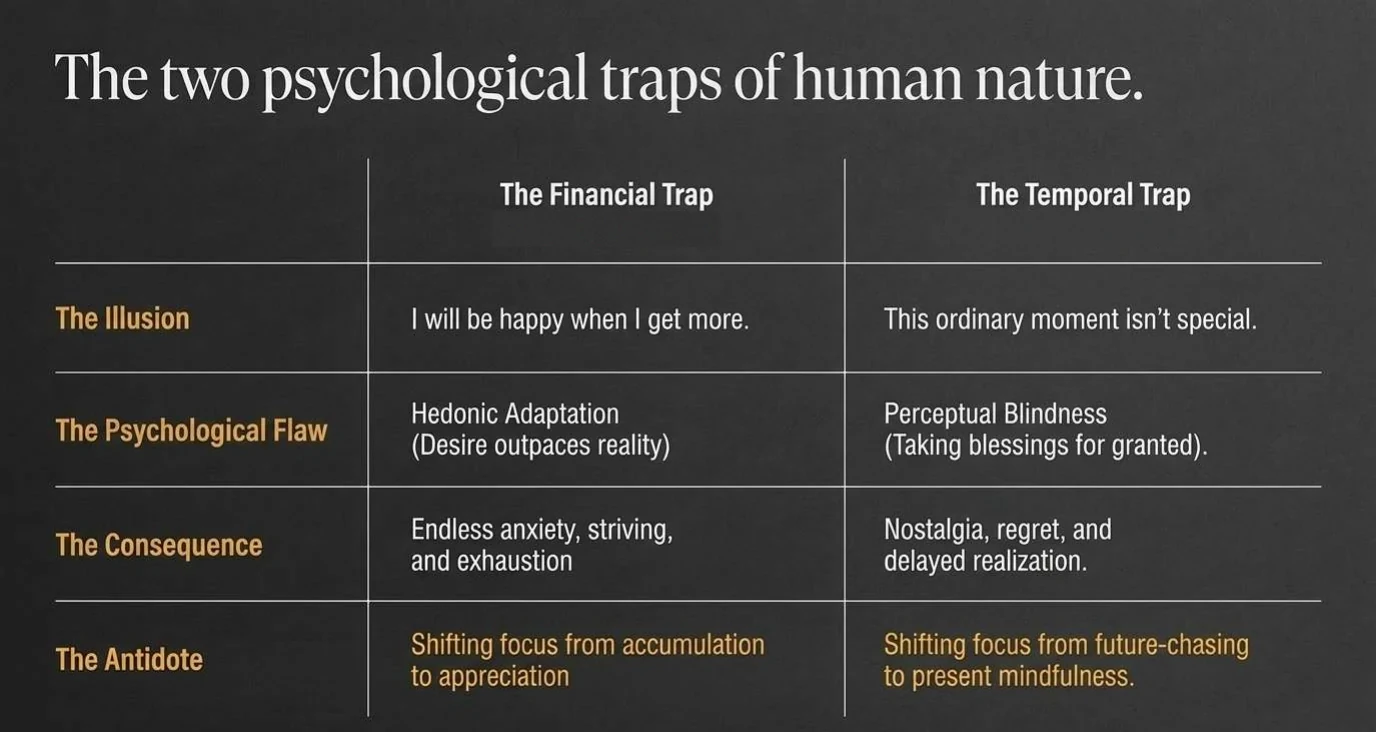 The two psychological traps of human nature.
The Financial Trap
The Temporal Trap
The Illusion
I will be happy when I get more.
This ordinary moment isn't special.
The Psychological Flaw
Hedonic Adaptation
(Desire outpaces reality)
Perceptual Blindness
(Taking blessings for granted).
The Consequence
Endless anxiety, striving,
and exhaustion
Nostalgia, regret, and
delayed realization.
The Antidote
Shifting focus from accumulation
to appreciation
Shifting focus from future-chasing
to present mindfulness.